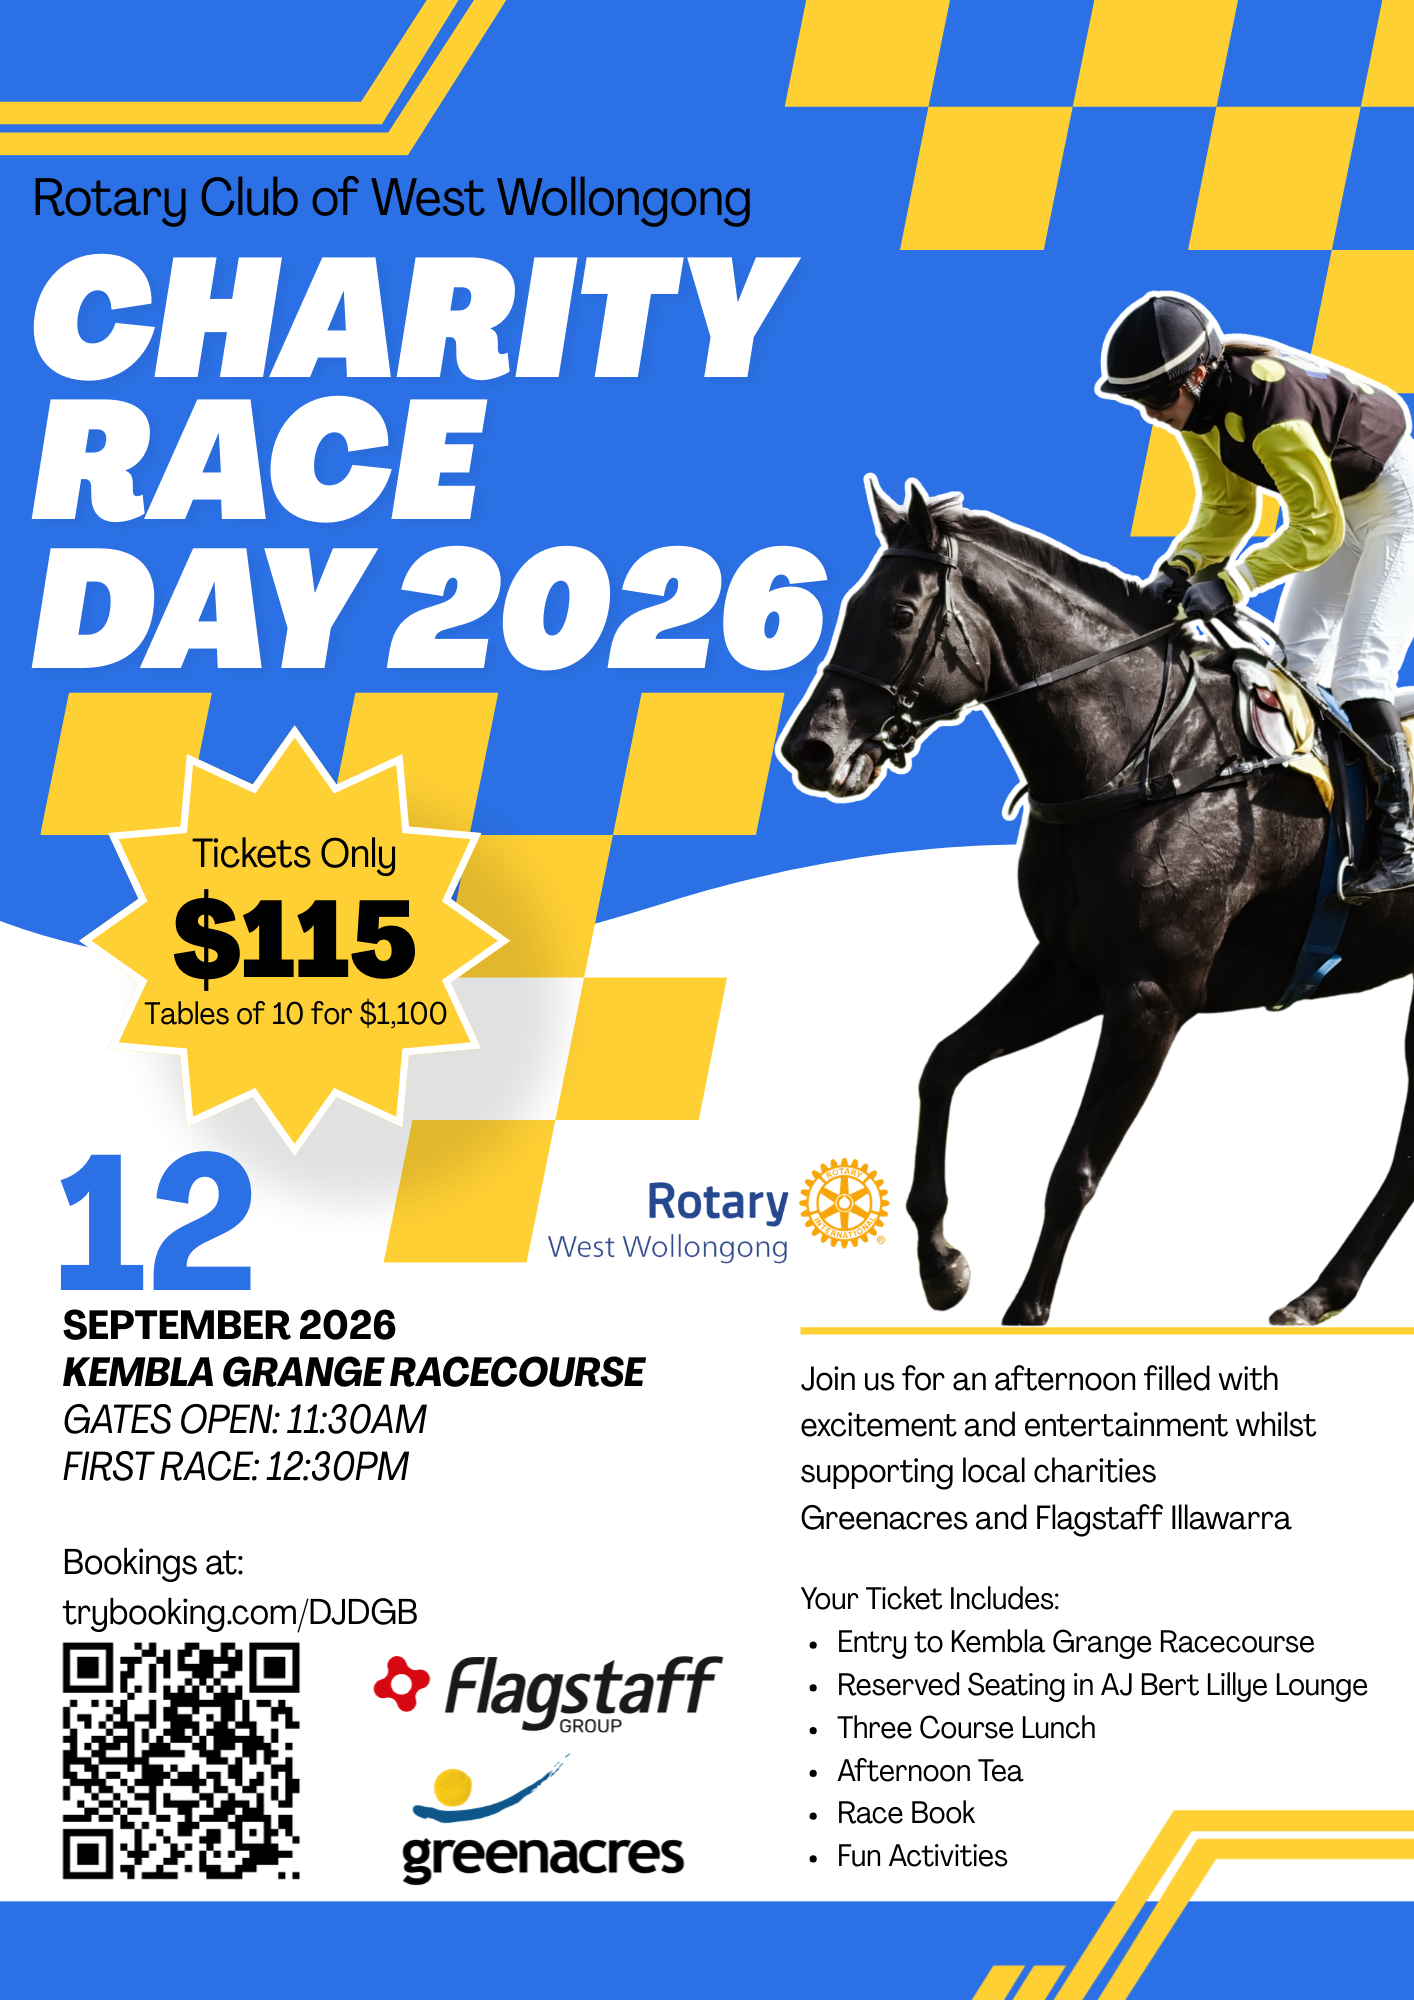 Rotary Club of West Wollongong
CHARITY
RACE
DAY 2026
Tickets Only
$115
Tables of 10 for $1,100
12
SEPTEMBER 2026
KEMBLA GRANGE RACECOURSE
GATES OPEN: 11:30AM
FIRST RACE: 12:30PM
Bookings at:
trybooking.com/DJDGB
Flagstaff
GROUP
greenacres
Rotary
West Wollongong
ROTARY
INTERNATIONAL
®
Join us for an afternoon filled with
excitement and entertainment whilst
supporting local charities
Greenacres and Flagstaff Illawarra
Your Ticket Includes:
• Entry to Kembla Grange Racecourse
• Reserved Seating in AJ Bert Lillye Lounge
• Three Course Lunch
• Afternoon Tea
• Race Book
• Fun Activities